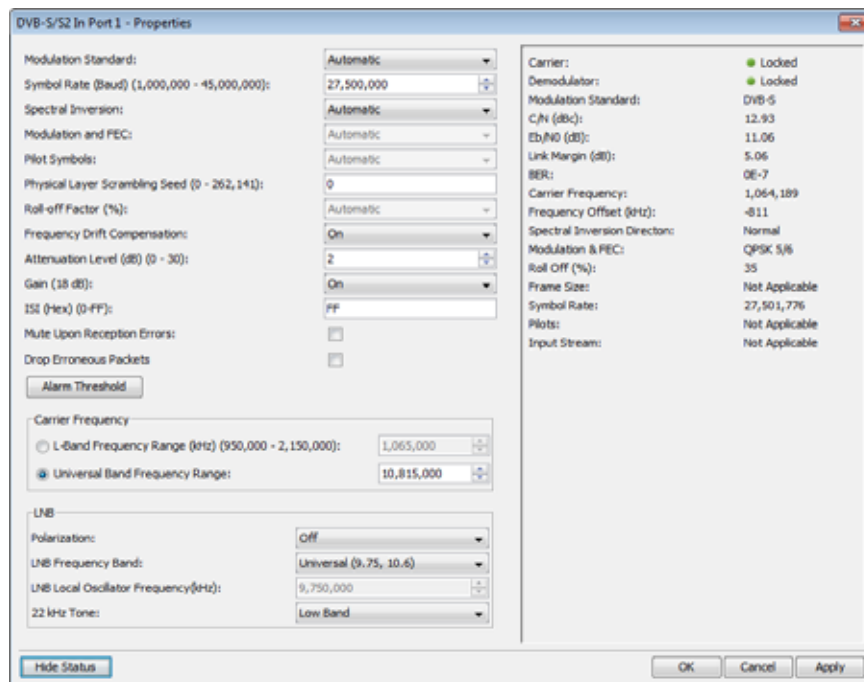 DVB-S/S2 In Port 1 - Properties
Modulation Standard: Automatic
Symbol Rate (Baud) (1,000,000 - 45,000,000): 27,500,000
Spectral Inversion: Automatic
Modulation and FEC: Automatic
Pilot Symbols: Automatic
Physical Layer Scrambling Seed (0 - 262,141): 0
Roll-off Factor (%): Automatic
Frequency Drift Compensation: On
Attenuation Level (dB) (0 - 30): 2
Gain (18 dB): On
ISI (Hex) (0-FF): FF
Mute Upon Reception Errors:
Drop Erroneous Packets
Alarm Threshold
Carrier Frequency
L-Band Frequency Range (kHz) (950,000 - 2,150,000): 1,065,000
Universal Band Frequency Range: 10,815,000
LNB
Polarization: Off
LNB Frequency Band: Universal (9.75, 10.6)
LNB Local Oscillator Frequency(kHz): 9,750,000
22 kHz Tone: Low Band
Carrier: Locked
Demodulator: Locked
Modulation Standard: DVB-S
C/N (dBc): 12.93
Eb/N0 (dB): 11.06
Link Margin (dB): 5.06
BER: 0E-7
Carrier Frequency: 1,064,189
Frequency Offset (kHz): -811
Spectral Inversion Directon: Normal
Modulation & FEC: QPSK 5/6
Roll Off (%): 35
Frame Size: Not Applicable
Symbol Rate: 27,501,776
Pilots: Not Applicable
Input Stream: Not Applicable
Hide Status
OK Cancel Apply